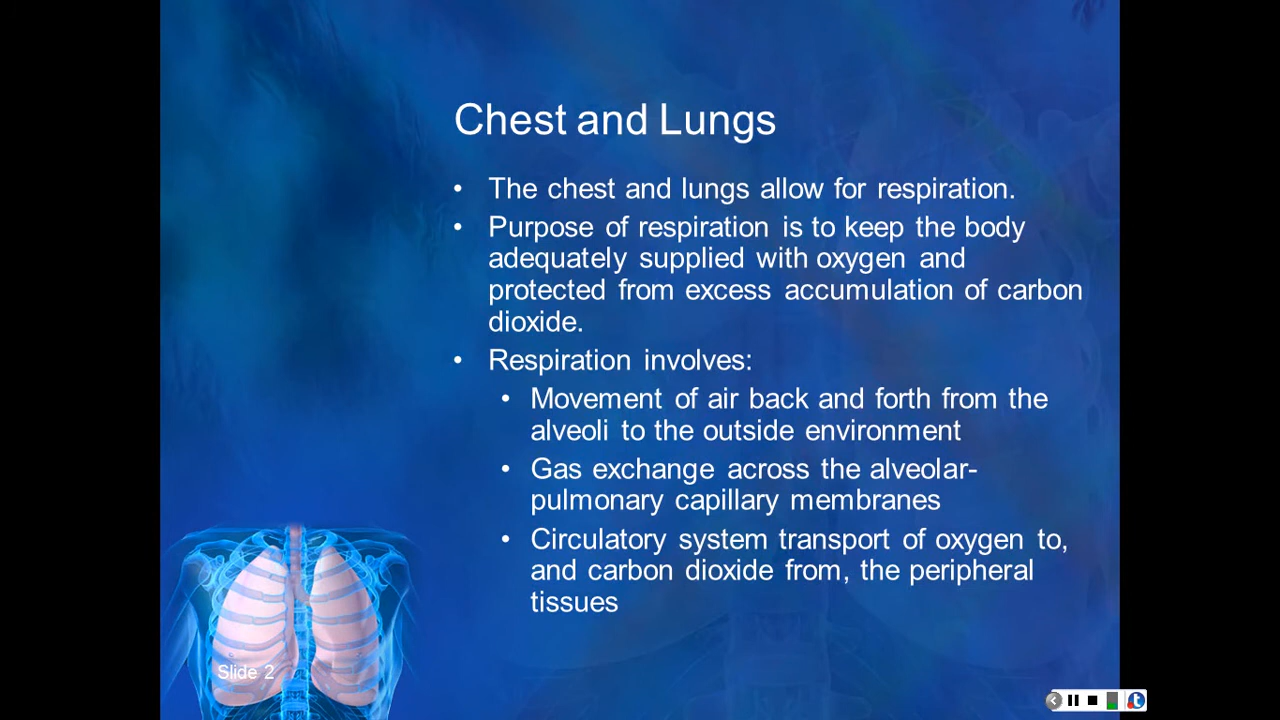 Chest and Lungs
• The chest and lungs allow for respiration.
• Purpose of respiration is to keep the body
adequately supplied with oxygen and
protected from excess accumulation of carbon
dioxide.
• Respiration involves:
• Movement of air back and forth from the
alveoli to the outside environment
• Gas exchange across the alveolar-
pulmonary capillary membranes
• Circulatory system transport of oxygen to,
and carbon dioxide from, the peripheral
tissues
Slide 2
t